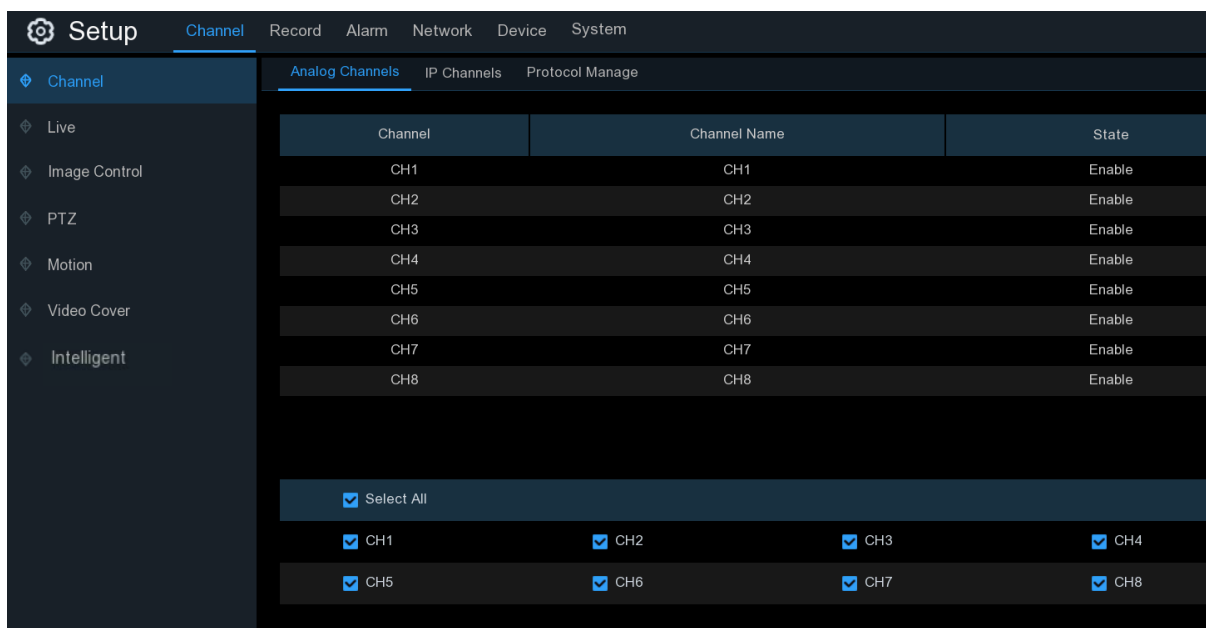 Setup Channel Record Alarm Network Device System
Channel
Live
Image Control
PTZ
Motion
Video Cover
Intelligent
Analog Channels IP Channels Protocol Manage
Channel Channel Name State
CH1 CH1 Enable
CH2 CH2 Enable
CH3 CH3 Enable
CH4 CH4 Enable
CH5 CH5 Enable
CH6 CH6 Enable
CH7 CH7 Enable
CH8 CH8 Enable
Select All
CH1 CH2 CH3 CH4
CH5 CH6 CH7 CH8